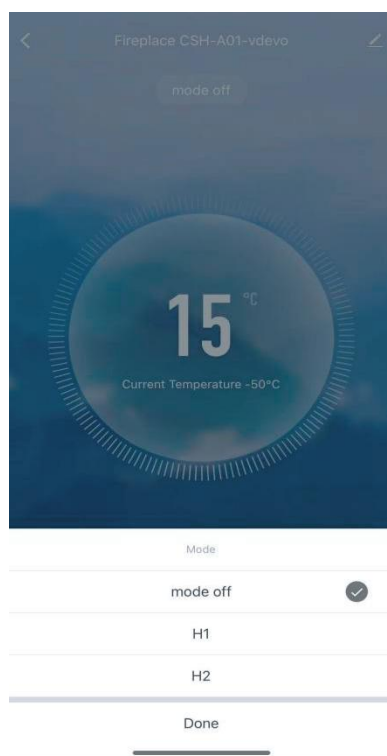 Fireplace CSH-A01-vdevo
mode off
15 °C
Current Temperature -50°C
Mode
mode off
H1
H2
Done